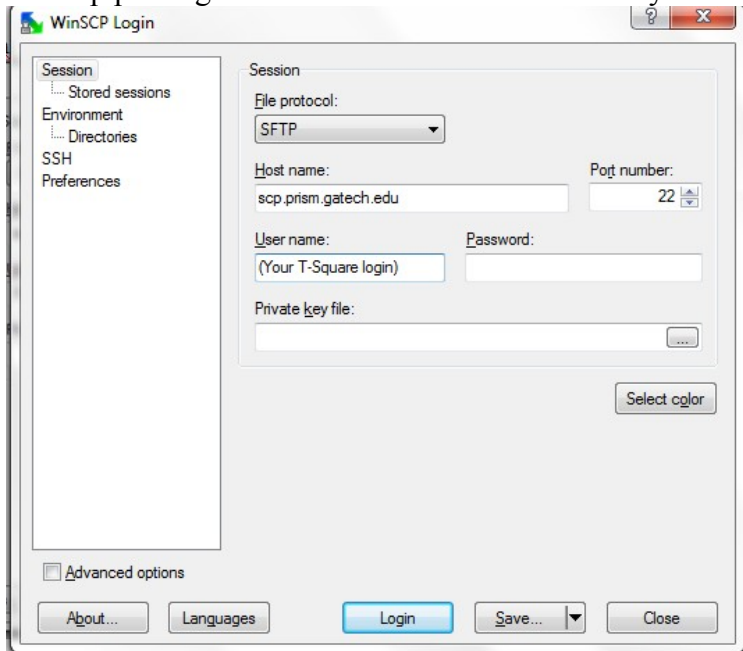 WinSCP Login
Session
Stored sessions
Environment
Directories
SSH
Preferences
Session
File protocol:
SFTP
Host name:
Port number:
scp.prism.gatech.edu
22
User name:
Password:
(Your T-Square login)
Private key file:
...
Select color
Advanced options
About...
Languages
Login
Save...
Close